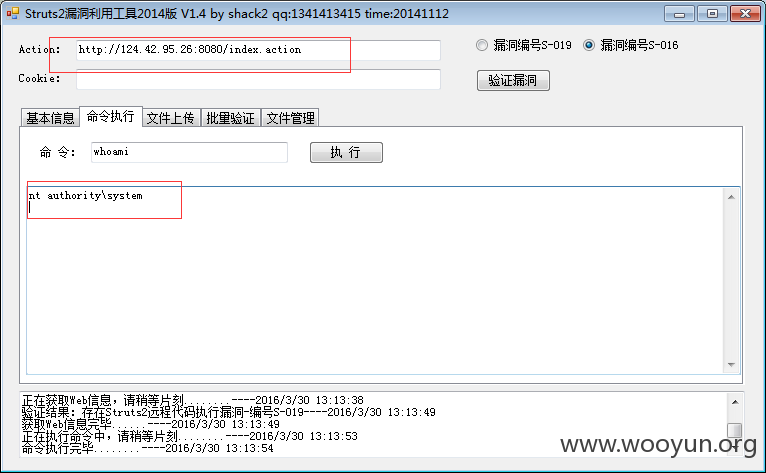 Struts2漏洞利用工具2014版 V1.4 by shack2 qq:1341413415 time:20141112
Action: http://124.42.95.26:8080/index.action 漏洞编号S-019 漏洞编号S-016
Cookie: 验证漏洞
基本信息 命令执行 文件上传 批量验证 文件管理
命 令: whoami 执 行
nt authority\system
正在获取Web信息，请稍等片刻........----2016/3/30 13:13:38
验证结果：存在Struts2远程代码执行漏洞-编号S-019----2016/3/30 13:13:49
获取Web信息完毕......----2016/3/30 13:13:49
正在执行命令中，请稍等片刻........----2016/3/30 13:13:53
命令执行完毕........----2016/3/30 13:13:54
www.wooyun.org